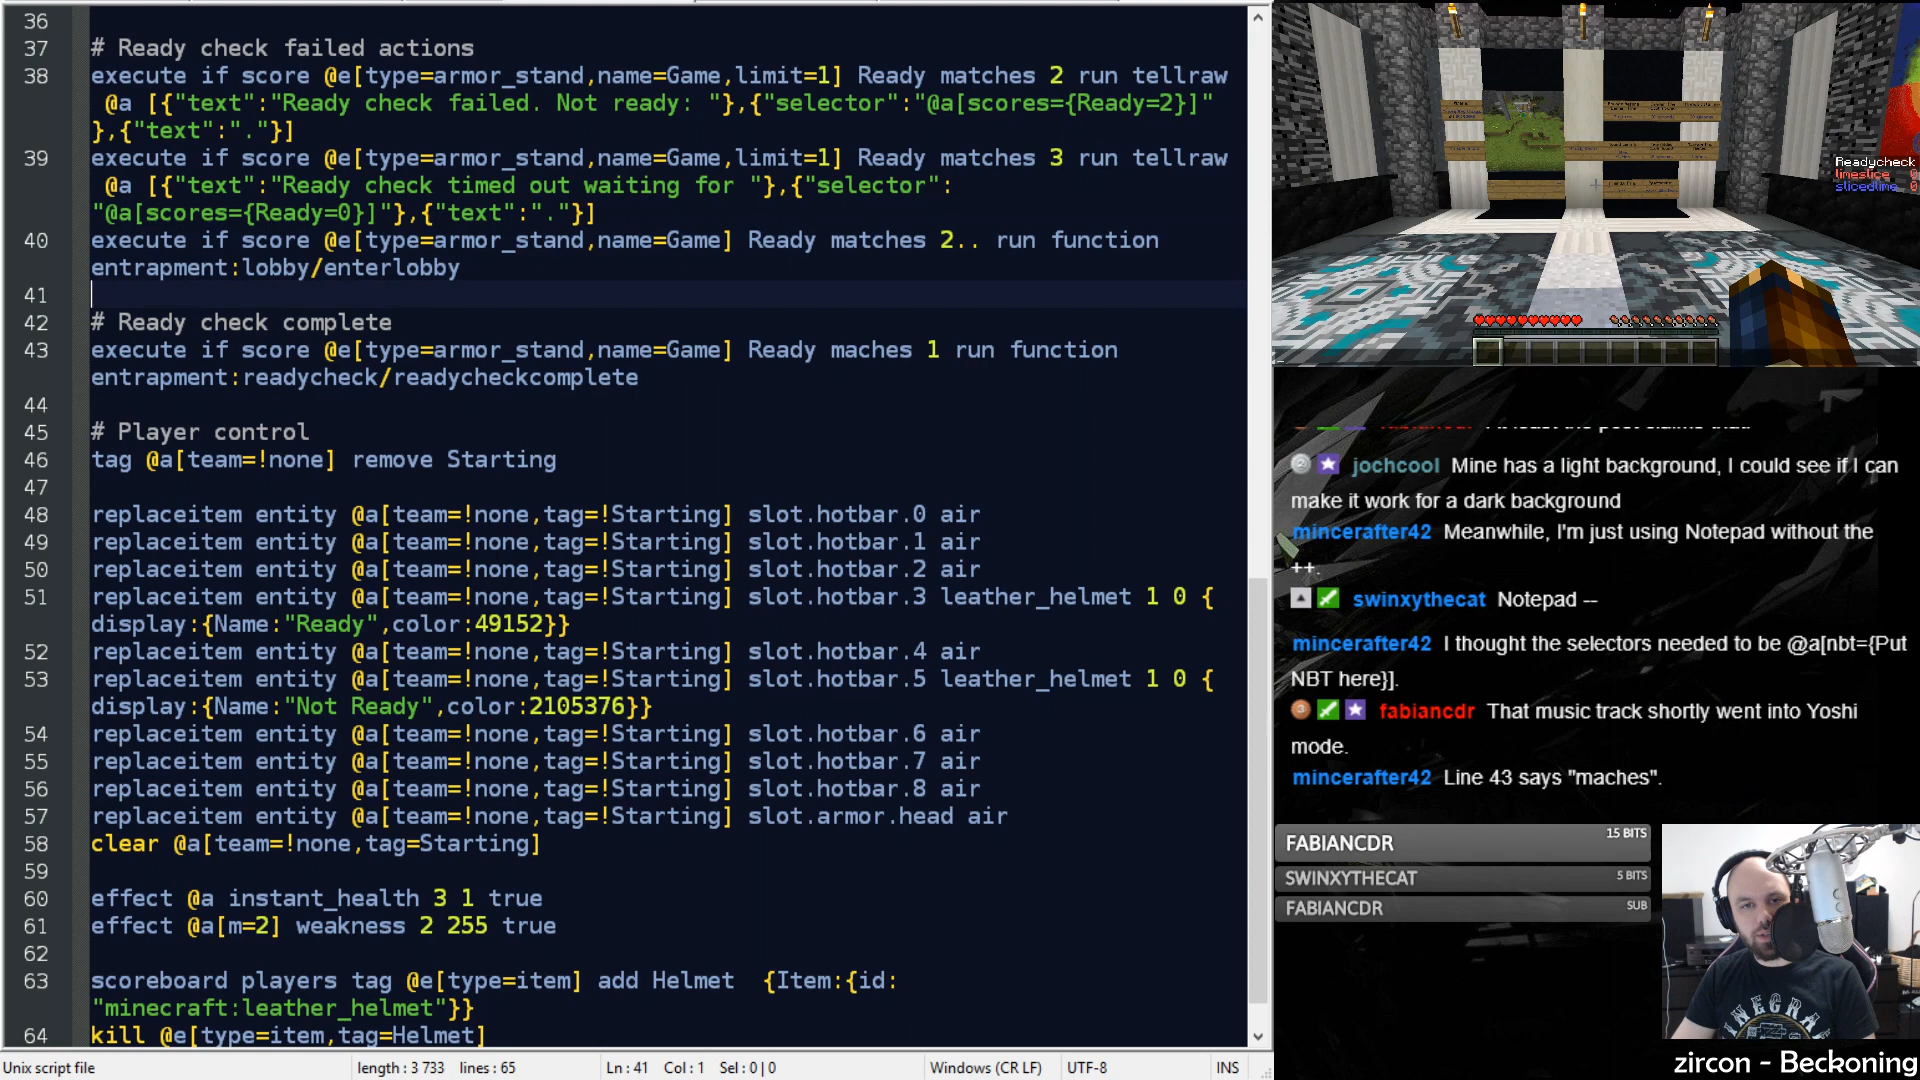 36
37 # Ready check failed actions
38 execute if score @e[type=armor_stand,name=Game,limit=1] Ready matches 2 run tellraw
@a [{"text":"Ready check failed. Not ready: "},{"selector":"@a[scores={Ready=2}]"
},{"text":"."}]
39 execute if score @e[type=armor_stand,name=Game,limit=1] Ready matches 3 run tellraw
@a [{"text":"Ready check timed out waiting for "},{"selector":
"@a[scores={Ready=0}]"},{"text":"."}]
40 execute if score @e[type=armor_stand,name=Game] Ready matches 2.. run function
entrapment:lobby/enterlobby
41
42 # Ready check complete
43 execute if score @e[type=armor_stand,name=Game] Ready maches 1 run function
entrapment:readycheck/readycheckcomplete
44
45 # Player control
46 tag @a[team=!none] remove Starting
47
48 replaceitem entity @a[team=!none,tag=!Starting] slot.hotbar.0 air
49 replaceitem entity @a[team=!none,tag=!Starting] slot.hotbar.1 air
50 replaceitem entity @a[team=!none,tag=!Starting] slot.hotbar.2 air
51 replaceitem entity @a[team=!none,tag=!Starting] slot.hotbar.3 leather_helmet 1 0 {
display:{Name:"Ready",color:49152}}
52 replaceitem entity @a[team=!none,tag=!Starting] slot.hotbar.4 air
53 replaceitem entity @a[team=!none,tag=!Starting] slot.hotbar.5 leather_helmet 1 0 {
display:{Name:"Not Ready",color:2105376}}
54 replaceitem entity @a[team=!none,tag=!Starting] slot.hotbar.6 air
55 replaceitem entity @a[team=!none,tag=!Starting] slot.hotbar.7 air
56 replaceitem entity @a[team=!none,tag=!Starting] slot.hotbar.8 air
57 replaceitem entity @a[team=!none,tag=!Starting] slot.armor.head air
58 clear @a[team=!none,tag=Starting]
59
60 effect @a instant_health 3 1 true
61 effect @a[m=2] weakness 2 255 true
62
63 scoreboard players tag @e[type=item] add Helmet  {Item:{id:
"minecraft:leather_helmet"}}
64 kill @e[type=item,tag=Helmet]
Unix script file length : 3 733 lines : 65 Ln : 41 Col : 1 Sel : 0 | 0 Windows (CR LF) UTF-8 INS
Readycheck
limeslice 0
slicedlime 0
jochcool Mine has a light background, I could see if I can
make it work for a dark background
mincerafter42 Meanwhile, I'm just using Notepad without the
++.
swinxythecat Notepad --
mincerafter42 I thought the selectors needed to be @a[nbt={Put
NBT here}].
fabiancdr That music track shortly went into Yoshi
mode.
mincerafter42 Line 43 says "maches".
FABIANCDR 15 BITS
SWINXYTHECAT 5 BITS
FABIANCDR SUB
zircon - Beckoning